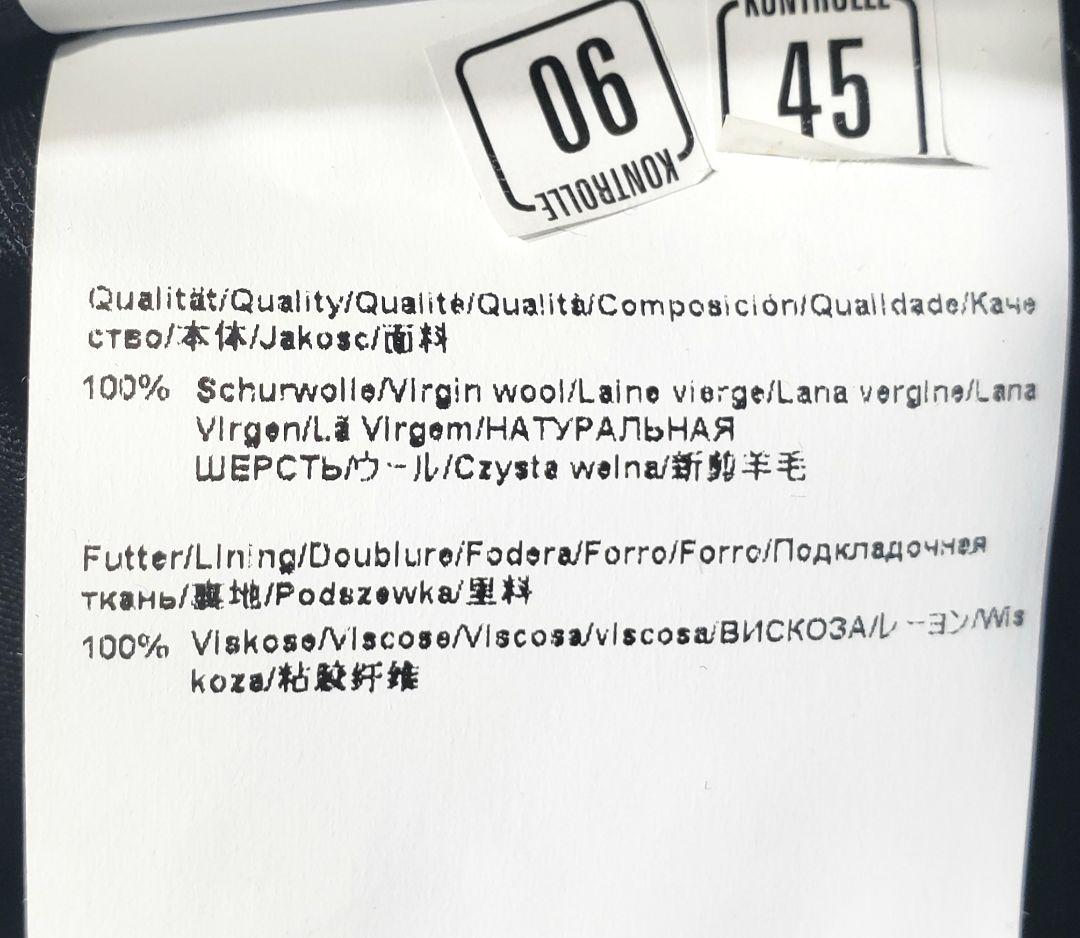 KONTROLLE
45
06
KONTROLLE
Qualität/Quality/Qualité/Qualità/Composición/Qualidade/Каче
ство/本体/Jakosc/面料
100% Schurwolle/Virgin wool/Laine vierge/Lana vergine/Lana
Virgen/Lã Virgem/НАТУРАЛЬНАЯ
ШЕРСТЬ/ウール/Czysta welna/新剪羊毛
Futter/Lining/Doublure/Fodera/Forro/Forro/Подкладочная
ткань/裏地/Podszewka/里料
100% Viskose/Viscose/Viscosa/viscosa/ВИСКОЗА/レーヨン/Wis
koza/粘胶纤维